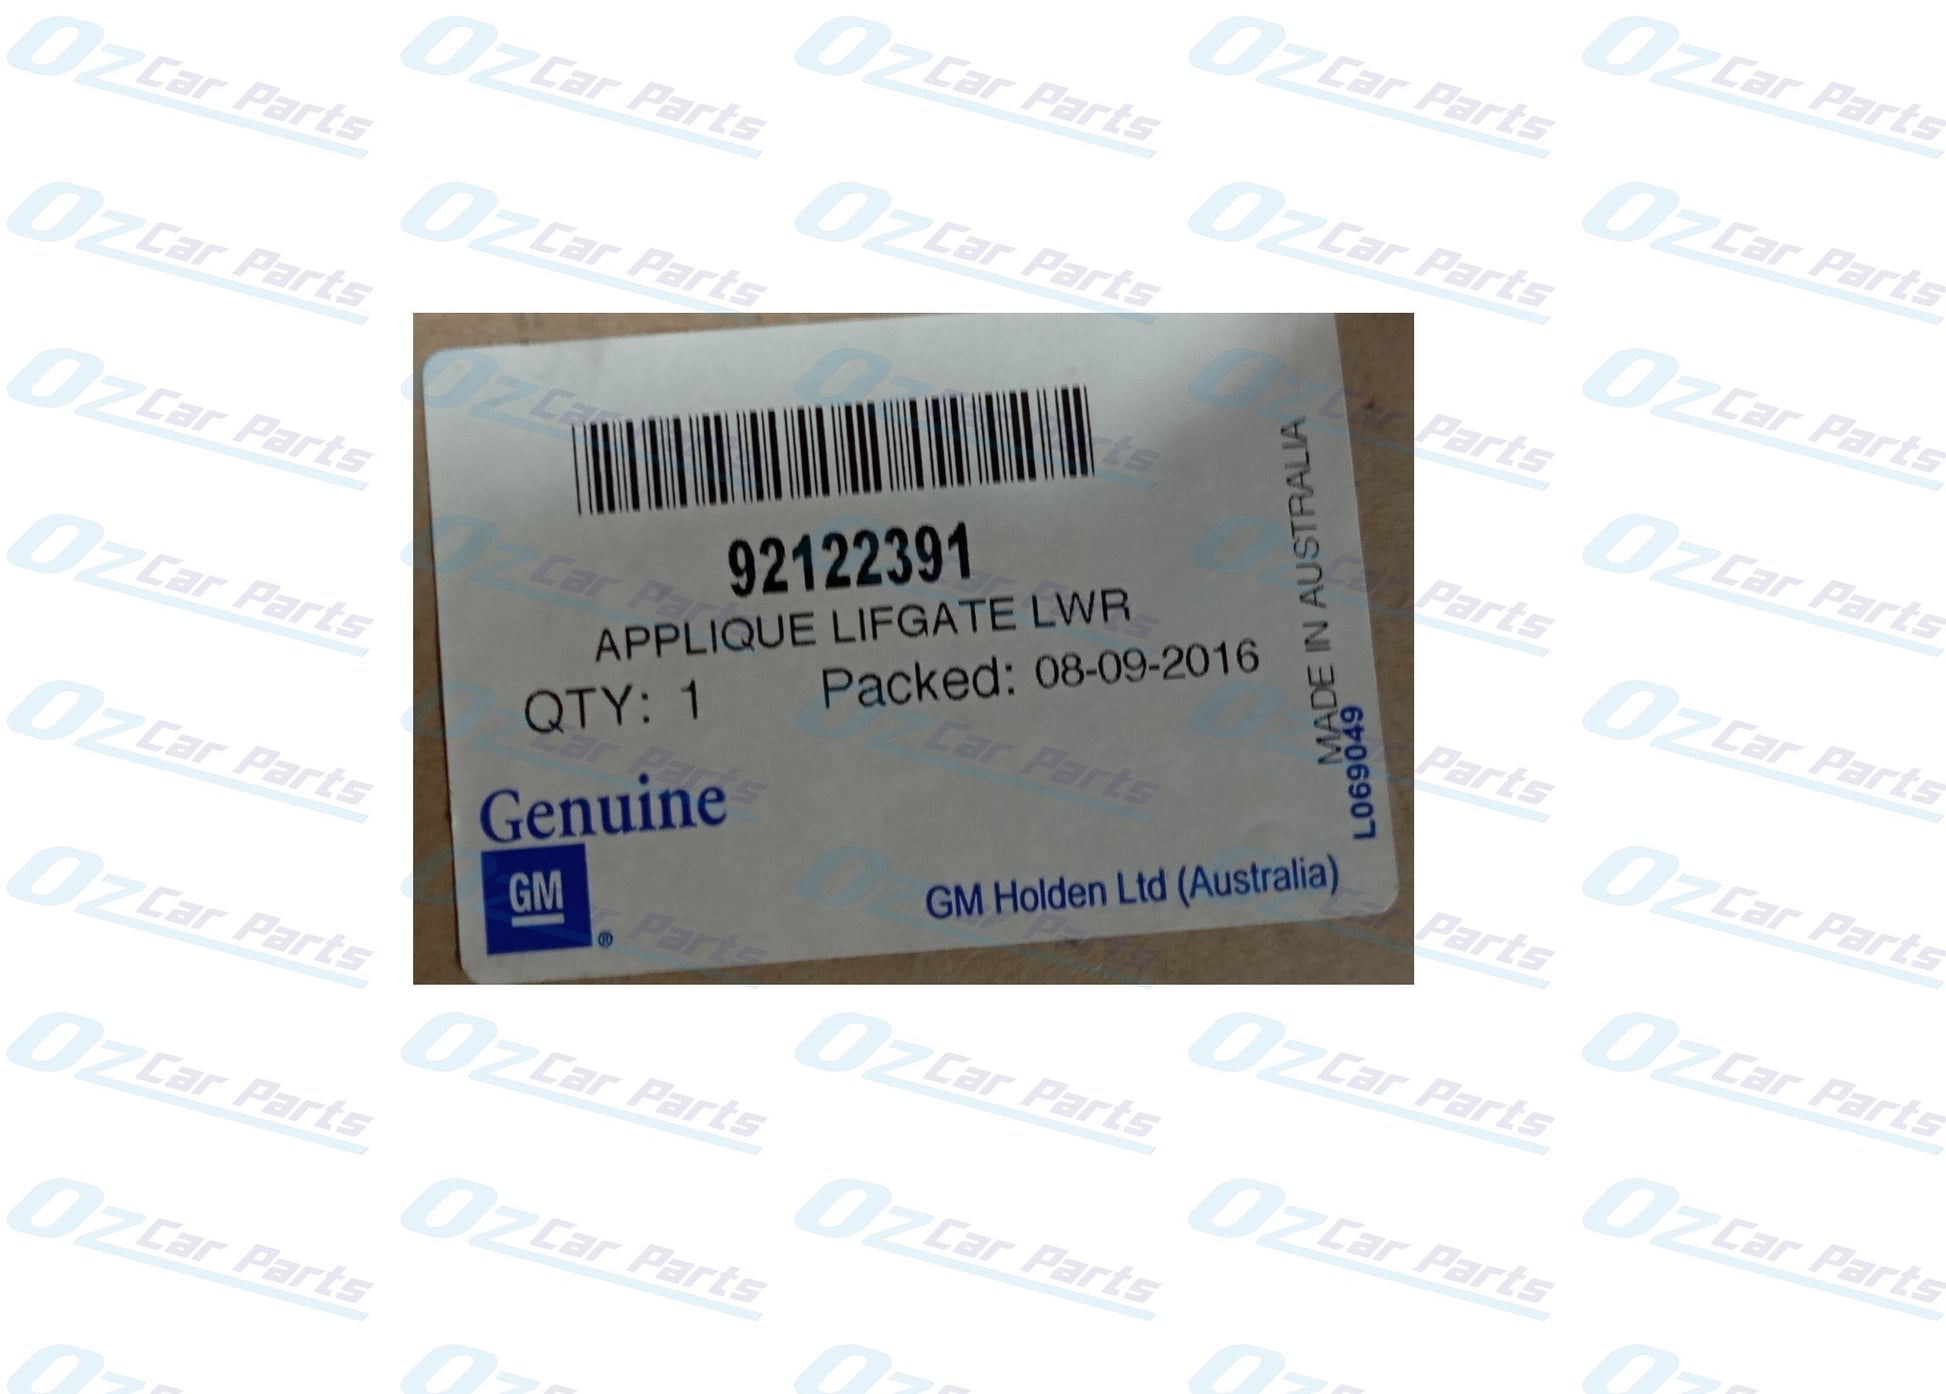 92122391
APPLIQUE LIFGATE LWR
QTY: 1 Packed: 08-09-2016
MADE IN AUSTRALIA
L069049
Genuine
GM
®
GM Holden Ltd (Australia)
Oz Car Parts